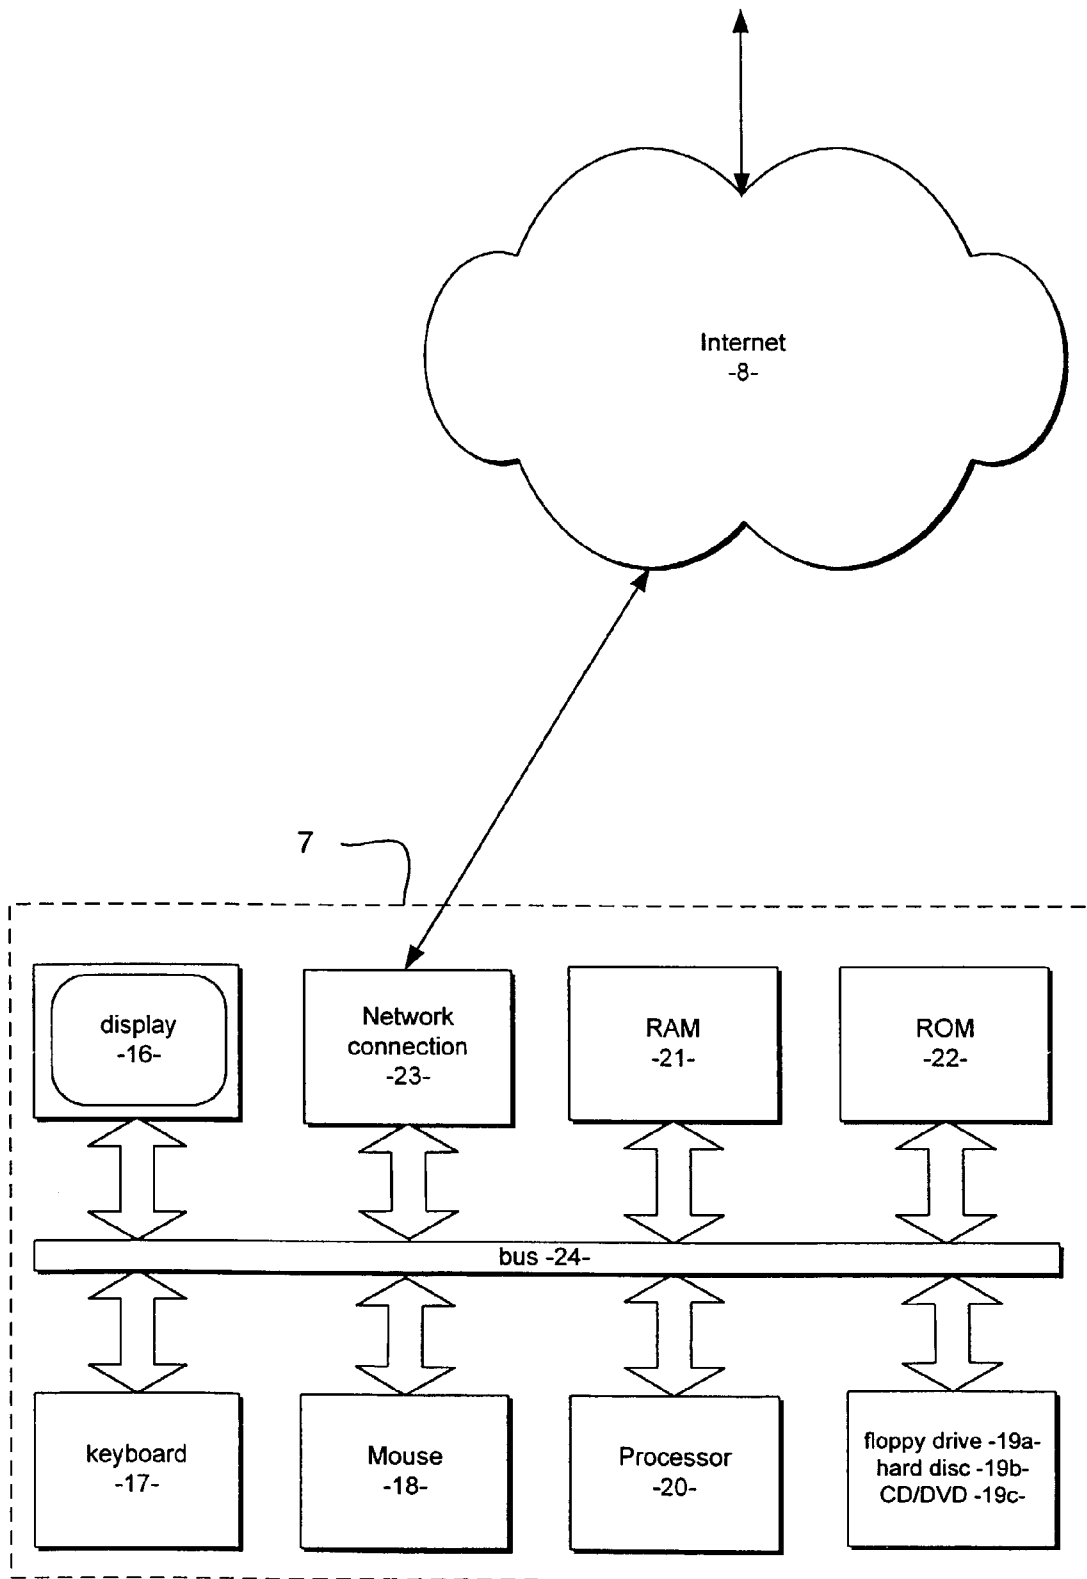 Internet
-8-
7
display
-16-
Network
connection
-23-
RAM
-21-
ROM
-22-
bus -24-
keyboard
-17-
Mouse
-18-
Processor
-20-
floppy drive -19a-
hard disc -19b-
CD/DVD -19c-